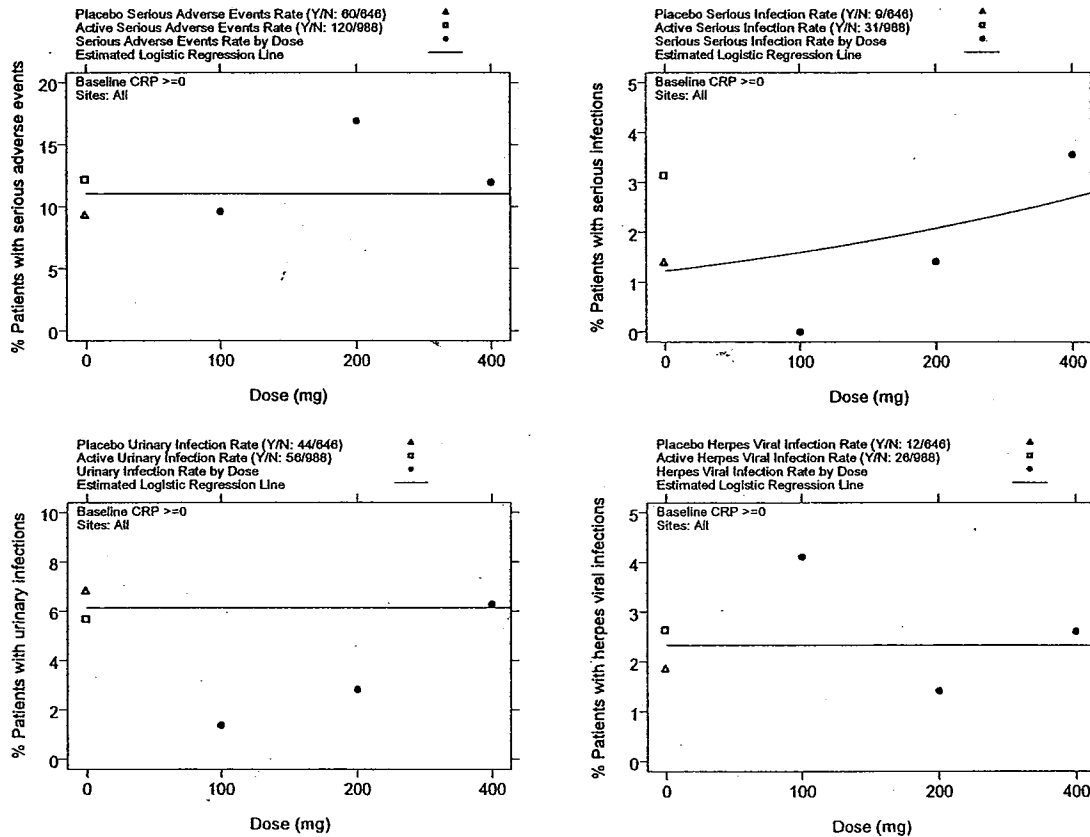 Placebo Serious Adverse Events Rate (Y/N: 60/646)
Active Serious Adverse Events Rate (Y/N: 120/988)
Serious Adverse Events Rate by Dose
Estimated Logistic Regression Line
Baseline CRP >=0
Sites: All
% Patients with serious adverse events
20
15
10
5
0
0 100 200 400
Dose (mg)
Placebo Serious Infection Rate (Y/N: 9/646)
Active Serious Infection Rate (Y/N: 31/988)
Serious Serious Infection Rate by Dose
Estimated Logistic Regression Line
Baseline CRP >=0
Sites: All
% Patients with serious infections
5
4
3
2
1
0
0 100 200 400
Dose (mg)
Placebo Urinary Infection Rate (Y/N: 44/646)
Active Urinary Infection Rate (Y/N: 56/988)
Urinary Infection Rate by Dose
Estimated Logistic Regression Line
Baseline CRP >=0
Sites: All
% Patients with urinary infections
10
8
6
4
2
0
0 100 200 400
Dose (mg)
Placebo Herpes Viral Infection Rate (Y/N: 12/646)
Active Herpes Viral Infection Rate (Y/N: 26/988)
Herpes Viral Infection Rate by Dose
Estimated Logistic Regression Line
Baseline CRP >=0
Sites: All
% Patients with herpes viral infections
5
4
3
2
1
0
0 100 200 400
Dose (mg)